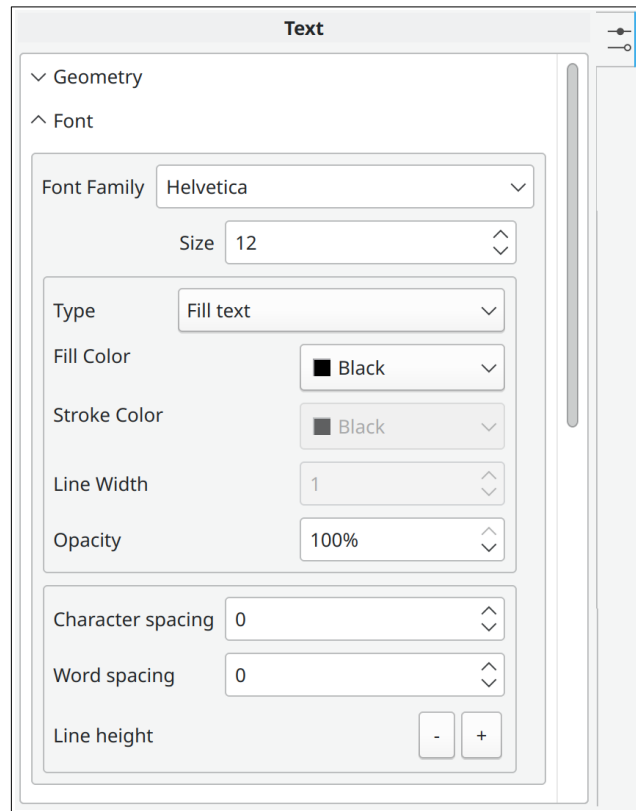 Text
Geometry
Font
Font Family Helvetica
Size 12
Type Fill text
Fill Color Black
Stroke Color Black
Line Width 1
Opacity 100%
Character spacing 0
Word spacing 0
Line height - +